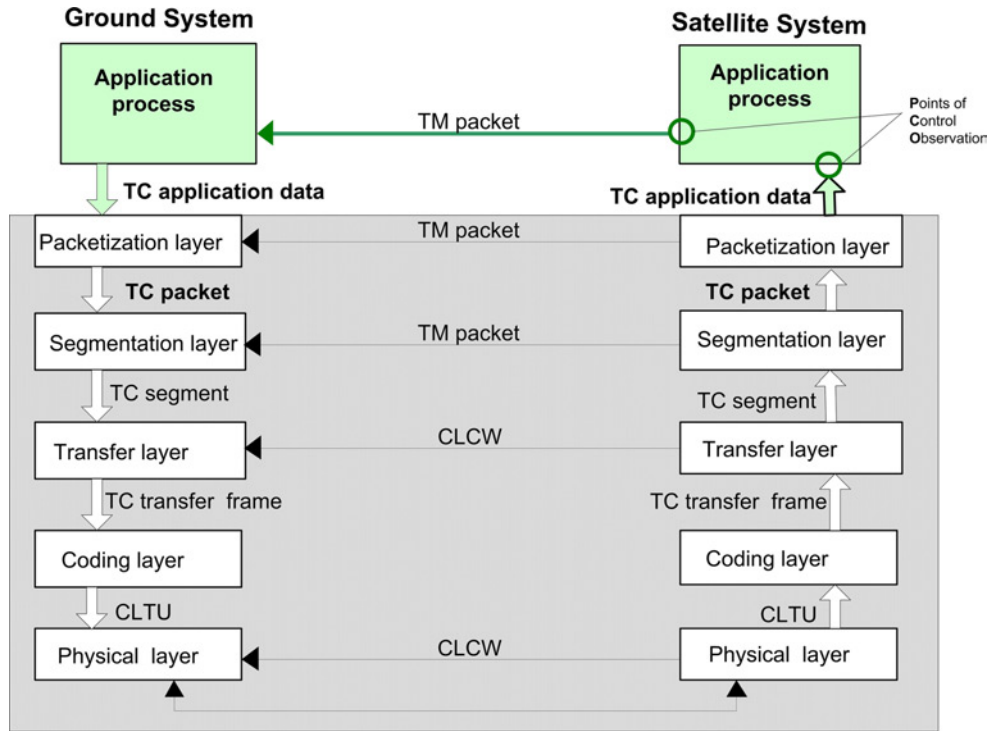 Ground System
Satellite System
Application
process
Application
process
TM packet
Points of
Control
Observation
TC application data
TC application data
Packetization layer
TM packet
Packetization layer
TC packet
TC packet
Segmentation layer
TM packet
Segmentation layer
TC segment
TC segment
Transfer layer
CLCW
Transfer layer
TC transfer frame
TC transfer frame
Coding layer
Coding layer
CLTU
CLTU
Physical layer
CLCW
Physical layer